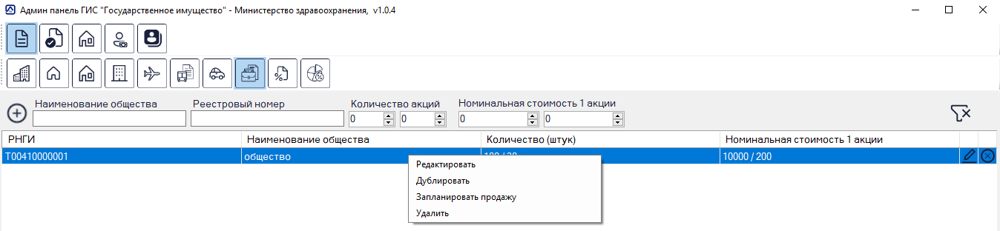 Админ панель ГИС "Государственное имущество" - Министерство здравоохранения, v1.0.4
Наименование общества Реестровый номер Количество акций Номинальная стоимость 1 акции
0 0 0 0
РНГИ Наименование общества Количество (штук) Номинальная стоимость 1 акции
Т00410000001 общество 10000 / 200
Редактировать
Дублировать
Запланировать продажу
Удалить